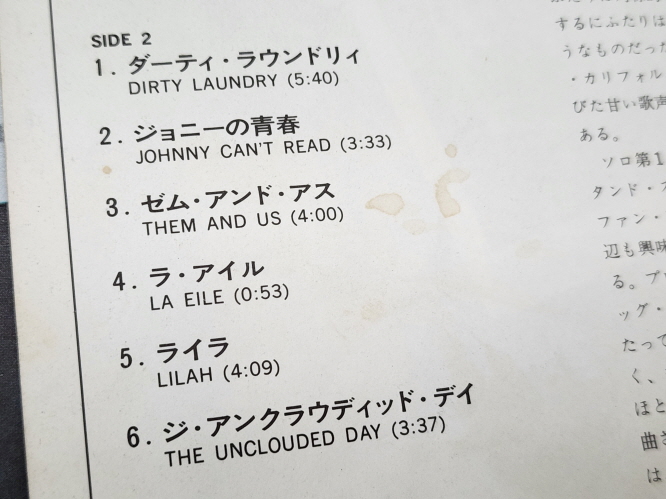 SIDE 2
1. ダーティ・ラウンドリィ
DIRTY LAUNDRY (5:40)
2. ジョニーの青春
JOHNNY CAN'T READ (3:33)
3. ゼム・アンド・アス
THEM AND US (4:00)
4. ラ・アイル
LA EILE (0:53)
5. ライラ
LILAH (4:09)
6. ジ・アンクラウディッド・デイ
THE UNCLOUDED DAY (3:37)
するにふたりは
うなものだった
・カリフォル
びた甘い歌声
ある。
ソロ第1
タンド・
ファン・
辺も興味
る。プ
ッグ・
たって
く、
ほと
曲さ
は